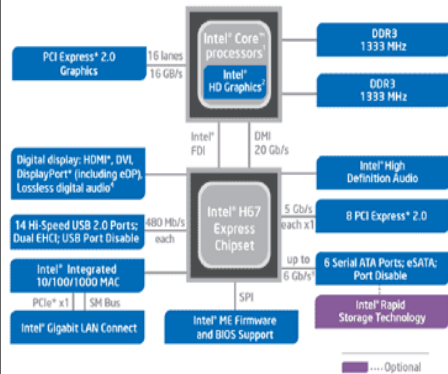 Intel® Core™
processors¹
Intel®
HD Graphics²
PCI Express* 2.0
Graphics
16 lanes
16 GB/s
DDR3
1333 MHz
DDR3
1333 MHz
Intel®
FDI
DMI
20 Gb/s
Digital display: HDMI*, DVI,
DisplayPort* (including eDP),
Lossless digital audio⁴
Intel® High
Definition Audio
Intel® H67
Express
Chipset
14 Hi-Speed USB 2.0 Ports;
Dual EHCI; USB Port Disable
480 Mb/s
each
5 Gb/s
each x1
8 PCI Express* 2.0
Intel® Integrated
10/100/1000 MAC
up to
6 Gb/s
6 Serial ATA Ports; eSATA;
Port Disable
PCIe* x1
SM Bus
SPI
Intel® Rapid
Storage Technology
Intel® Gigabit LAN Connect
Intel® ME Firmware
and BIOS Support
Optional